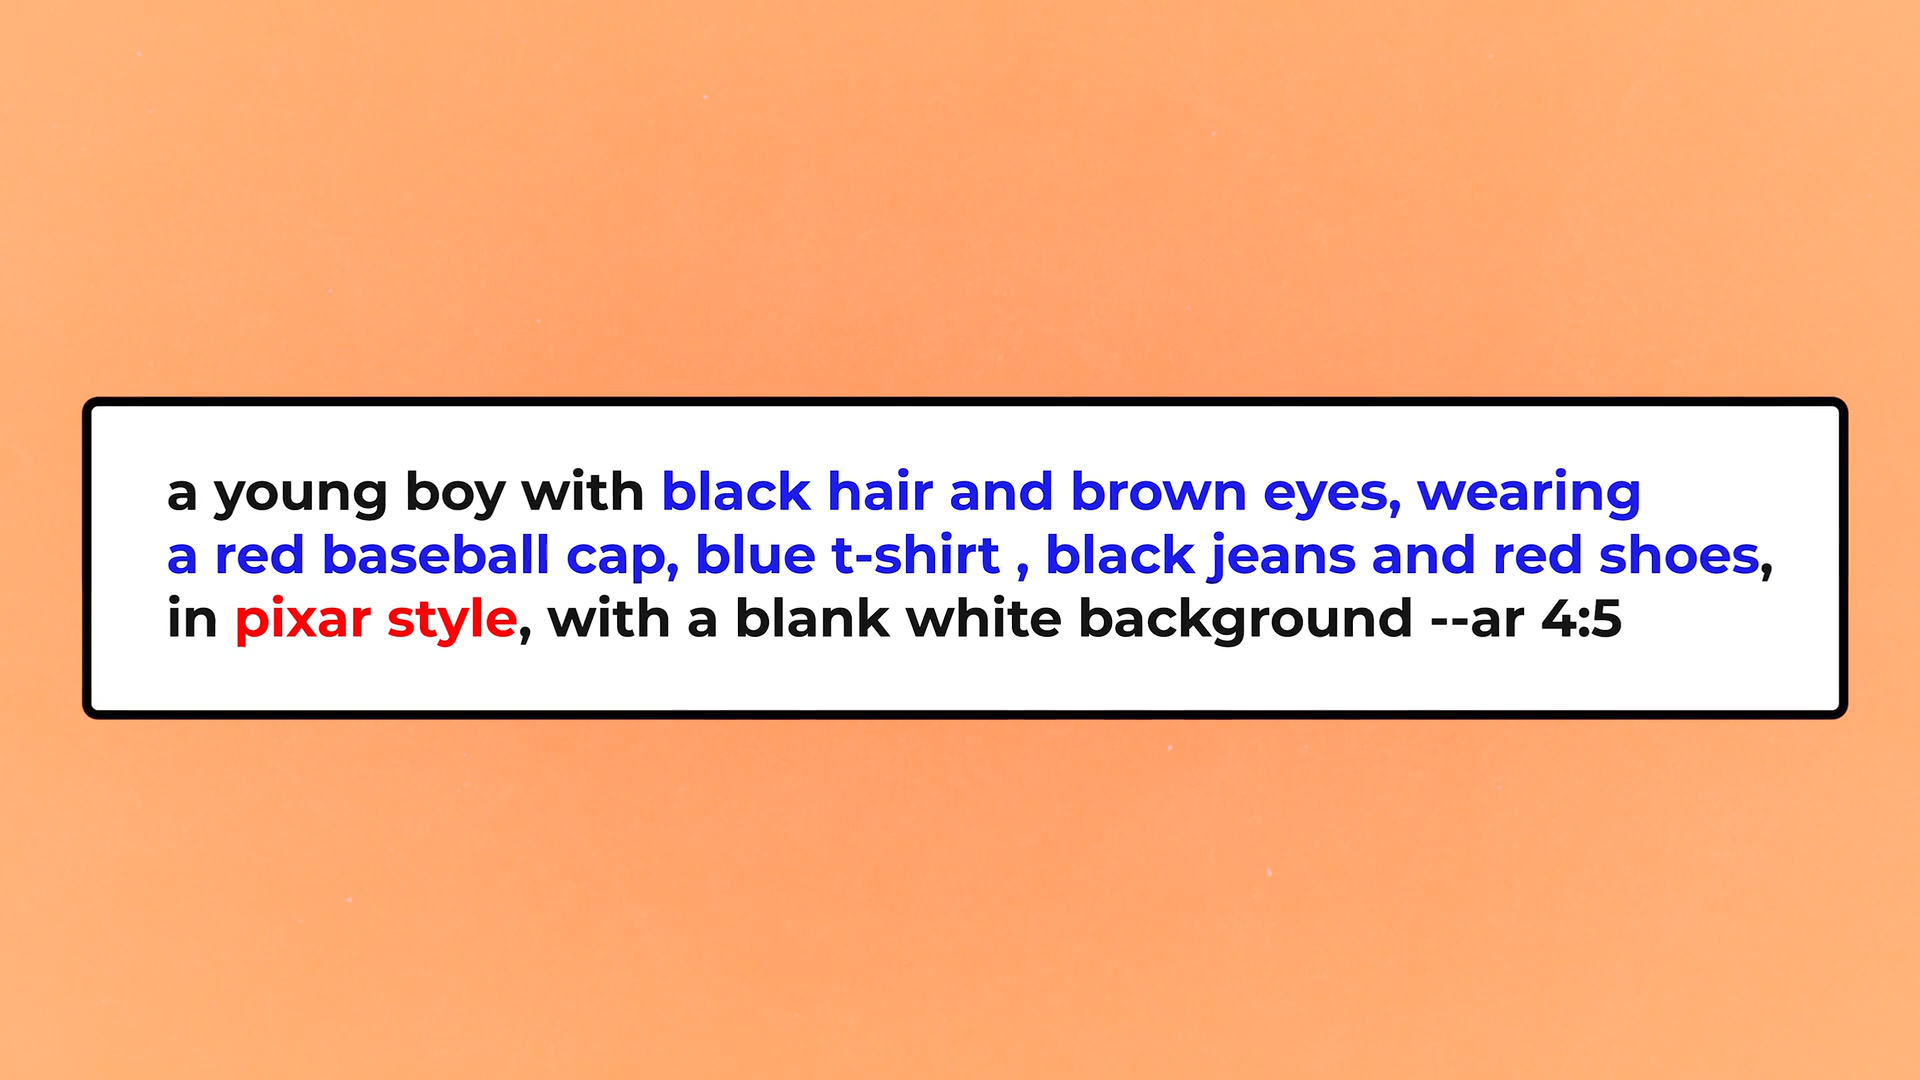 a young boy with black hair and brown eyes, wearing
a red baseball cap, blue t-shirt , black jeans and red shoes,
in pixar style, with a blank white background --ar 4:5